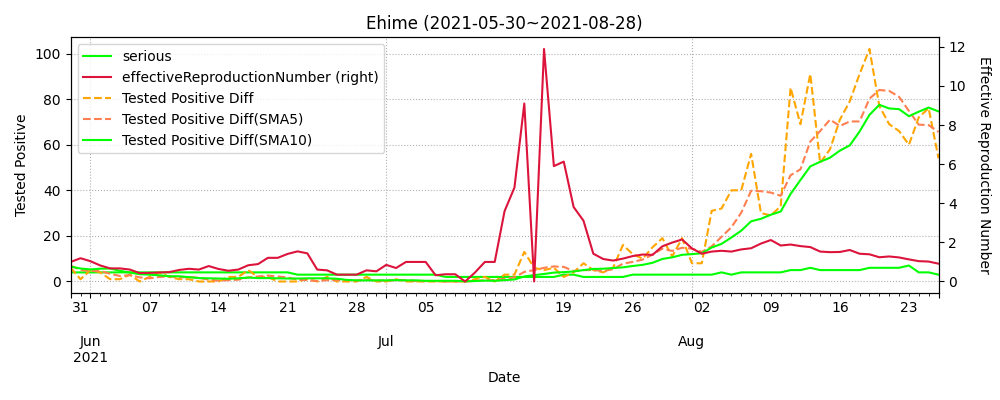 Ehime (2021-05-30~2021-08-28)
serious
effectiveReproductionNumber (right)
Tested Positive Diff
Tested Positive Diff(SMA5)
Tested Positive Diff(SMA10)
Tested Positive
100
80
60
40
20
0
12
10
8
6
4
2
0
Effective Reproduction Number
31 07 14 21 28 05 12 19 26 02 09 16 23
Jun Jul Aug
2021
Date